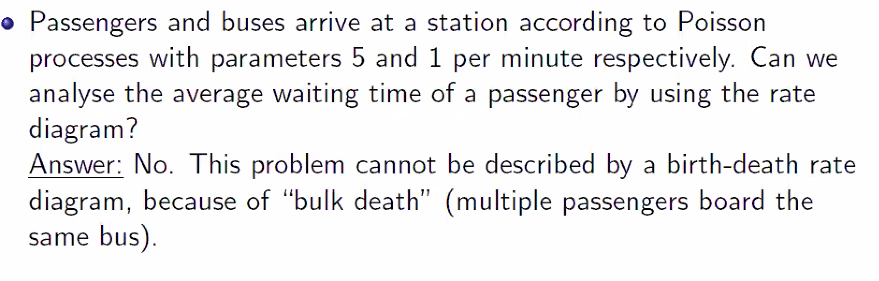 Passengers and buses arrive at a station according to Poisson
processes with parameters 5 and 1 per minute respectively. Can we
analyse the average waiting time of a passenger by using the rate
diagram?
Answer: No. This problem cannot be described by a birth-death rate
diagram, because of “bulk death” (multiple passengers board the
same bus).